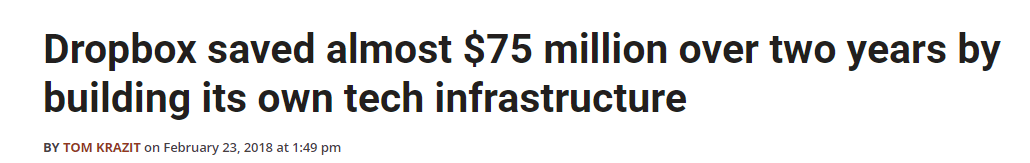 Dropbox saved almost $75 million over two years by
building its own tech infrastructure
BY TOM KRAZIT on February 23, 2018 at 1:49 pm